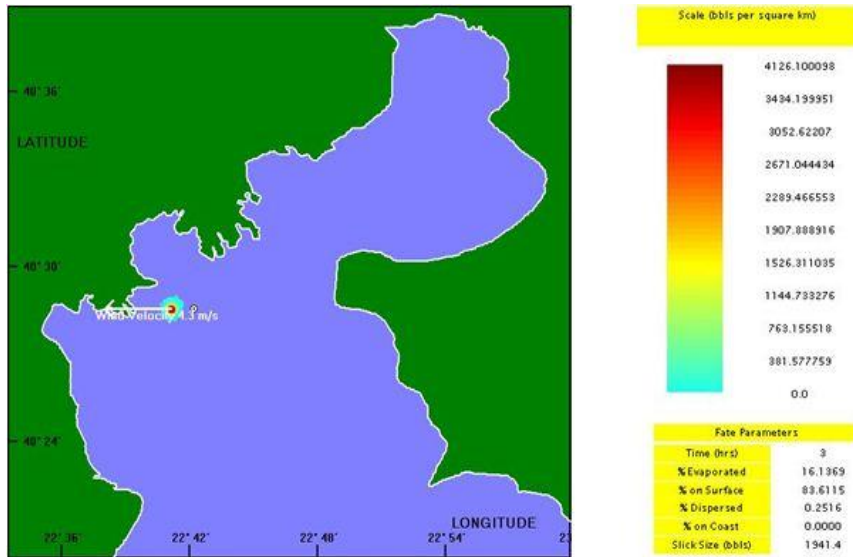 40° 36'
LATITUDE
40° 30'
Wind Velocity 4.3 m/s
40° 24'
LONGITUDE
22° 36'
22° 42'
22° 48'
22° 54'
23
Scale (bbls per square km)
4126.100098
3434.199951
3052.62207
2671.044434
2289.466553
1907.888916
1526.311035
1144.733276
763.155518
381.577759
0.0
Fate Parameters
Time (hrs) 3
% Evaporated 16.1369
% on Surface 83.6115
% Dispersed 0.2516
% on Coast 0.0000
Slick Size (bbls) 1941.4